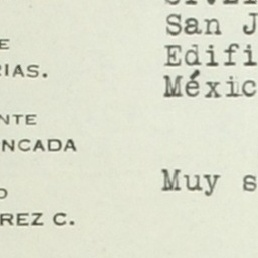 San J
E
Edifi
RIAS.
Méxic
NTE
NCADA
Muy s
O
REZ C.